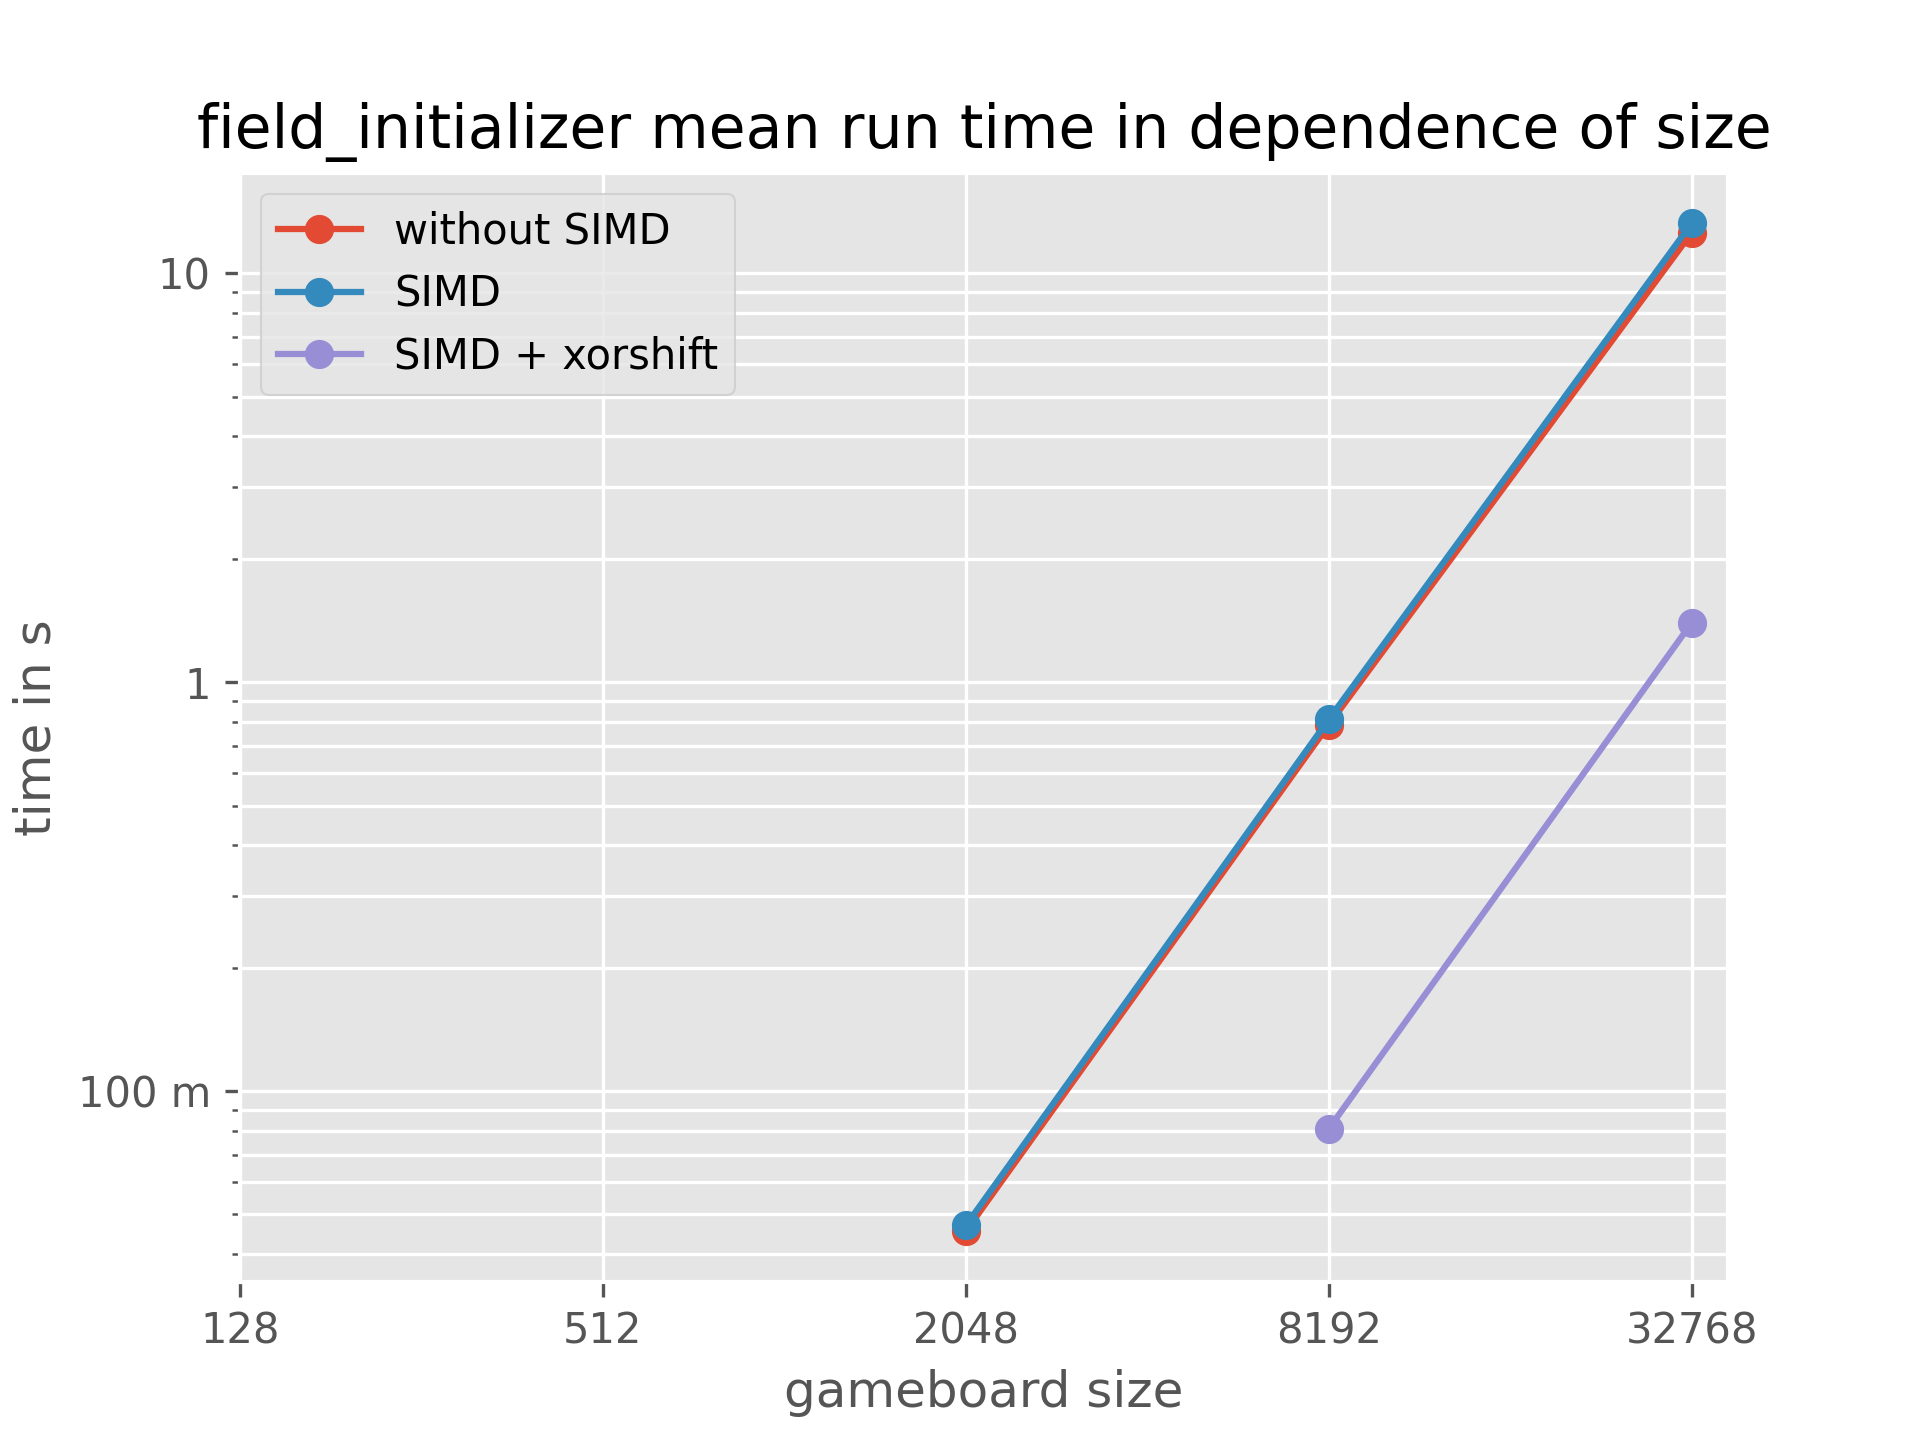 field_initializer mean run time in dependence of size
without SIMD
SIMD
SIMD + xorshift
10
1
100 m
time in s
128 512 2048 8192 32768
gameboard size